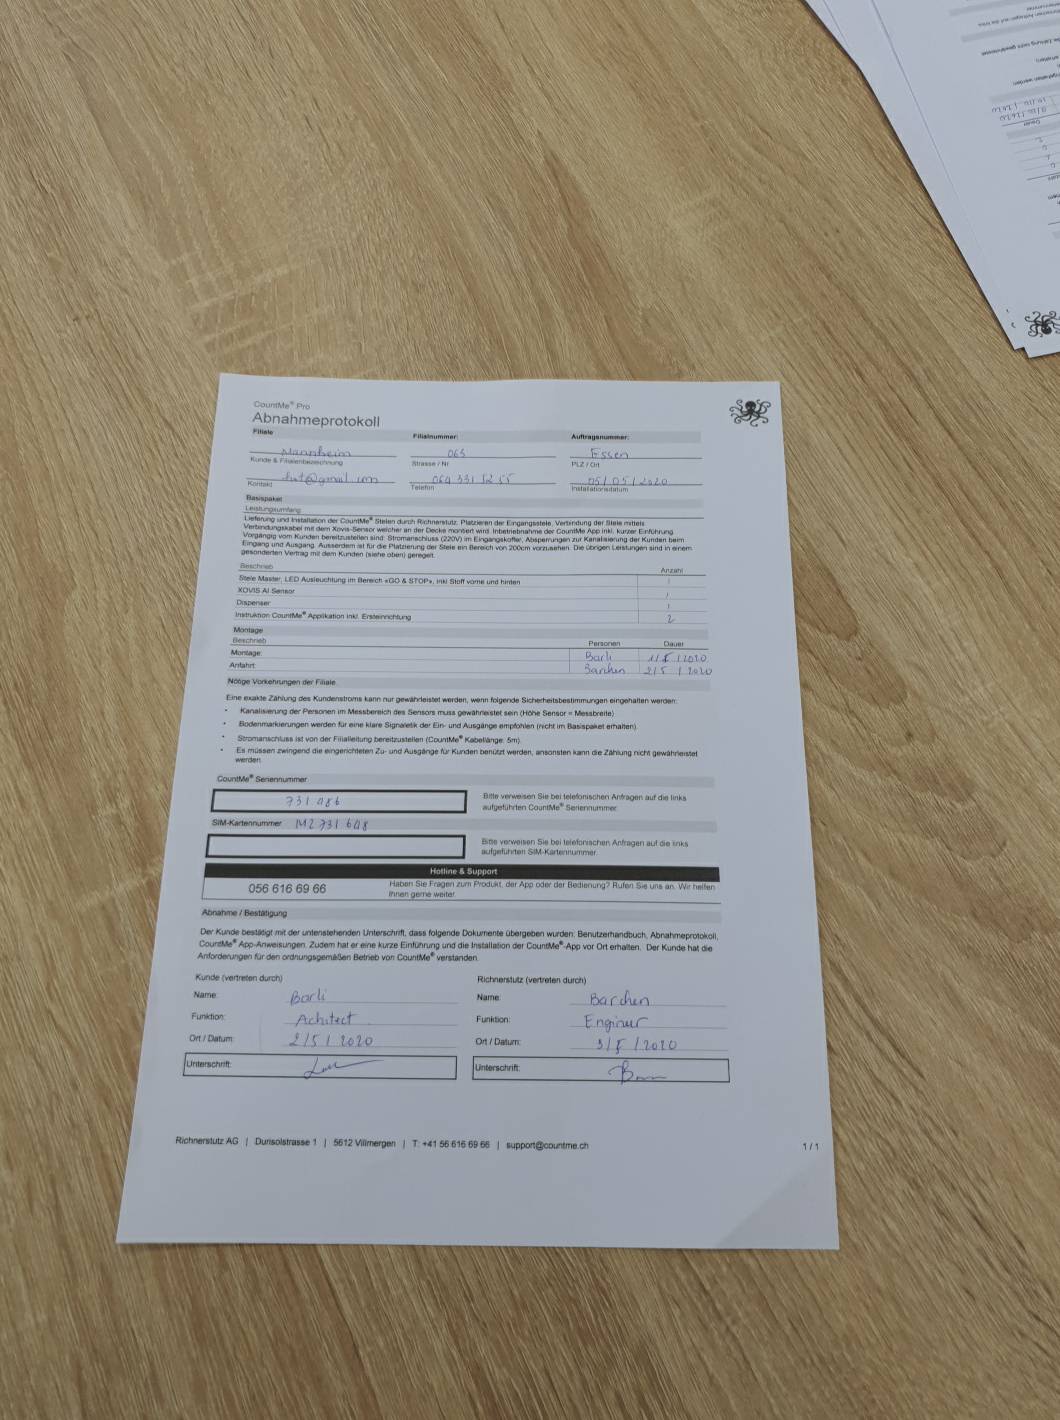 CountMe® Pro
Abnahmeprotokoll
Filiale Filialnummer: Auftragsnummer:
Mannheim 065 Essen
Kunde & Filialenbezeichnung Strasse / Nr PLZ / Ort
@gmail 064 331 52 55 05/05/2020
Kontakt Telefon Installationsdatum
Basispaket
Leistungsumfang
Lieferung und Installation der CountMe® Stelen durch Richnerstutz. Platzieren der Eingangsstele, Verbindung der Stele mittels
Verbindungskabel mit dem Xovis-Sensor welcher an der Decke montiert wird. Inbetriebnahme der CountMe App inkl. kurzer Einführung.
Vorgängig vom Kunden bereitzustellen sind: Stromanschluss (220V) im Eingangskoffer, Absperrungen zur Kanalisierung der Kunden beim
Eingang und Ausgang. Ausserdem ist für die Platzierung der Stele ein Bereich von 200cm vorzusehen. Die übrigen Leistungen sind in einem
gesonderten Vertrag mit dem Kunden (siehe oben) geregelt.
Beschrieb Anzahl
Stele Master, LED Ausleuchtung im Bereich «GO & STOP», inkl Stoff vorne und hinten 1
XOVIS AI Sensor 1
Dispenser 1
Instruktion CountMe® Applikation inkl. Ersteinrichtung 2
Montage
Beschrieb Personen Dauer
Montage: Barli 1/5/2020
Anfahrt: Barchen 2/5/2020
Nötige Vorkehrungen der Filiale
Eine exakte Zählung des Kundenstroms kann nur gewährleistet werden, wenn folgende Sicherheitsbestimmungen eingehalten werden:
• Kanalisierung der Personen im Messbereich des Sensors muss gewährleistet sein (Höhe Sensor = Messbreite)
• Bodenmarkierungen werden für eine klare Signaletik der Ein- und Ausgänge empfohlen (nicht im Basispaket erhalten).
• Stromanschluss ist von der Filialleitung bereitzustellen (CountMe® Kabellänge: 5m)
• Es müssen zwingend die eingerichteten Zu- und Ausgänge für Kunden benützt werden, ansonsten kann die Zählung nicht gewährleistet
werden.
CountMe® Seriennummer
731 486
Bitte verweisen Sie bei telefonischen Anfragen auf die links
aufgeführten CountMe® Seriennummer.
SIM-Kartennummer M2731 648
Bitte verweisen Sie bei telefonischen Anfragen auf die links
aufgeführten SIM-Kartennummer.
Hotline & Support
056 616 69 66
Haben Sie Fragen zum Produkt, der App oder der Bedienung? Rufen Sie uns an. Wir helfen
Ihnen gerne weiter.
Abnahme / Bestätigung
Der Kunde bestätigt mit der untenstehenden Unterschrift, dass folgende Dokumente übergeben wurden: Benutzerhandbuch, Abnahmeprotokoll,
CountMe® App-Anweisungen. Zudem hat er eine kurze Einführung und die Installation der CountMe®-App vor Ort erhalten. Der Kunde hat die
Anforderungen für den ordnungsgemäßen Betrieb von CountMe® verstanden.
Kunde (vertreten durch) Richnerstutz (vertreten durch)
Name: Barli Name: Barchen
Funktion: Achitect Funktion: Enginer
Ort / Datum: 2/5/2020 Ort / Datum: 3/5/2020
Unterschrift: Unterschrift:
Richnerstutz AG | Durisolstrasse 1 | 5612 Villmergen | T: +41 56 616 69 66 | support@countme.ch 1 / 1